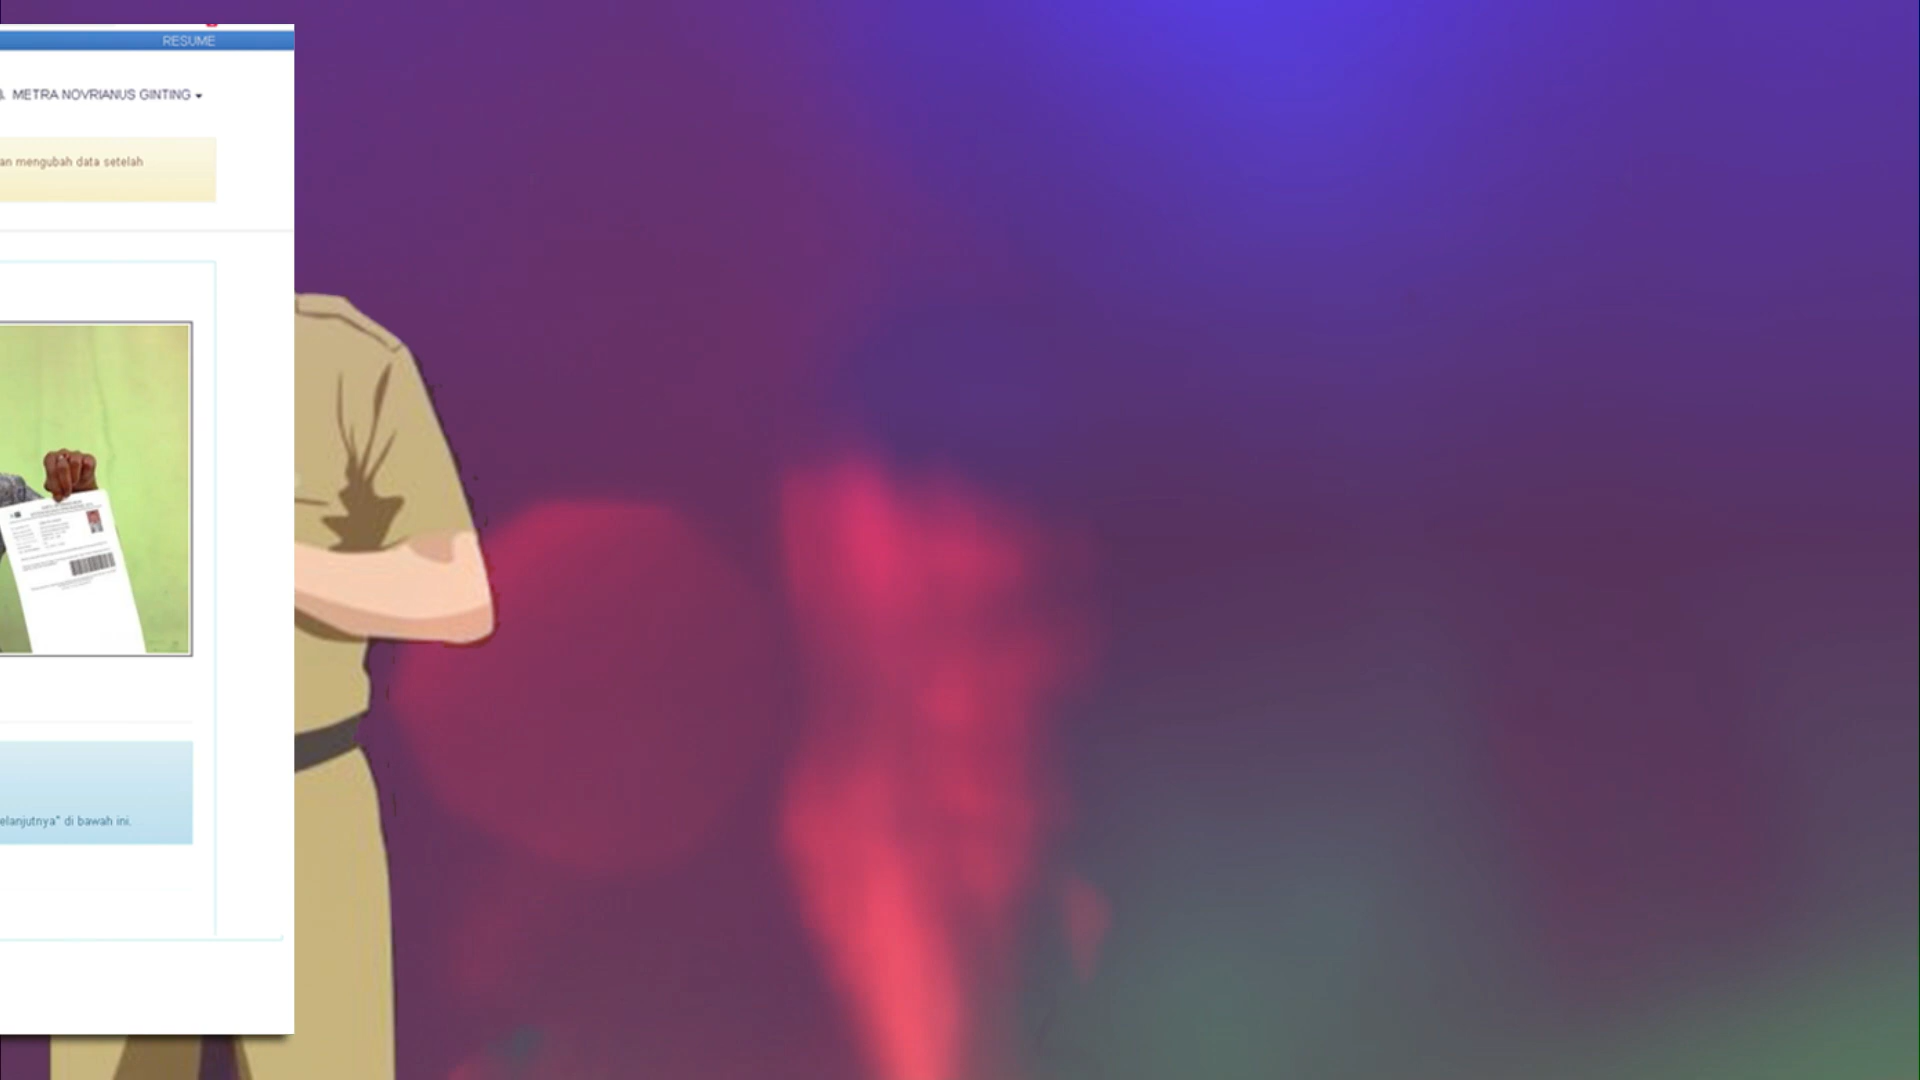 RESUME
METRA NOVRIANUS GINTING
an mengubah data setelah
elanjutnya" di bawah ini.